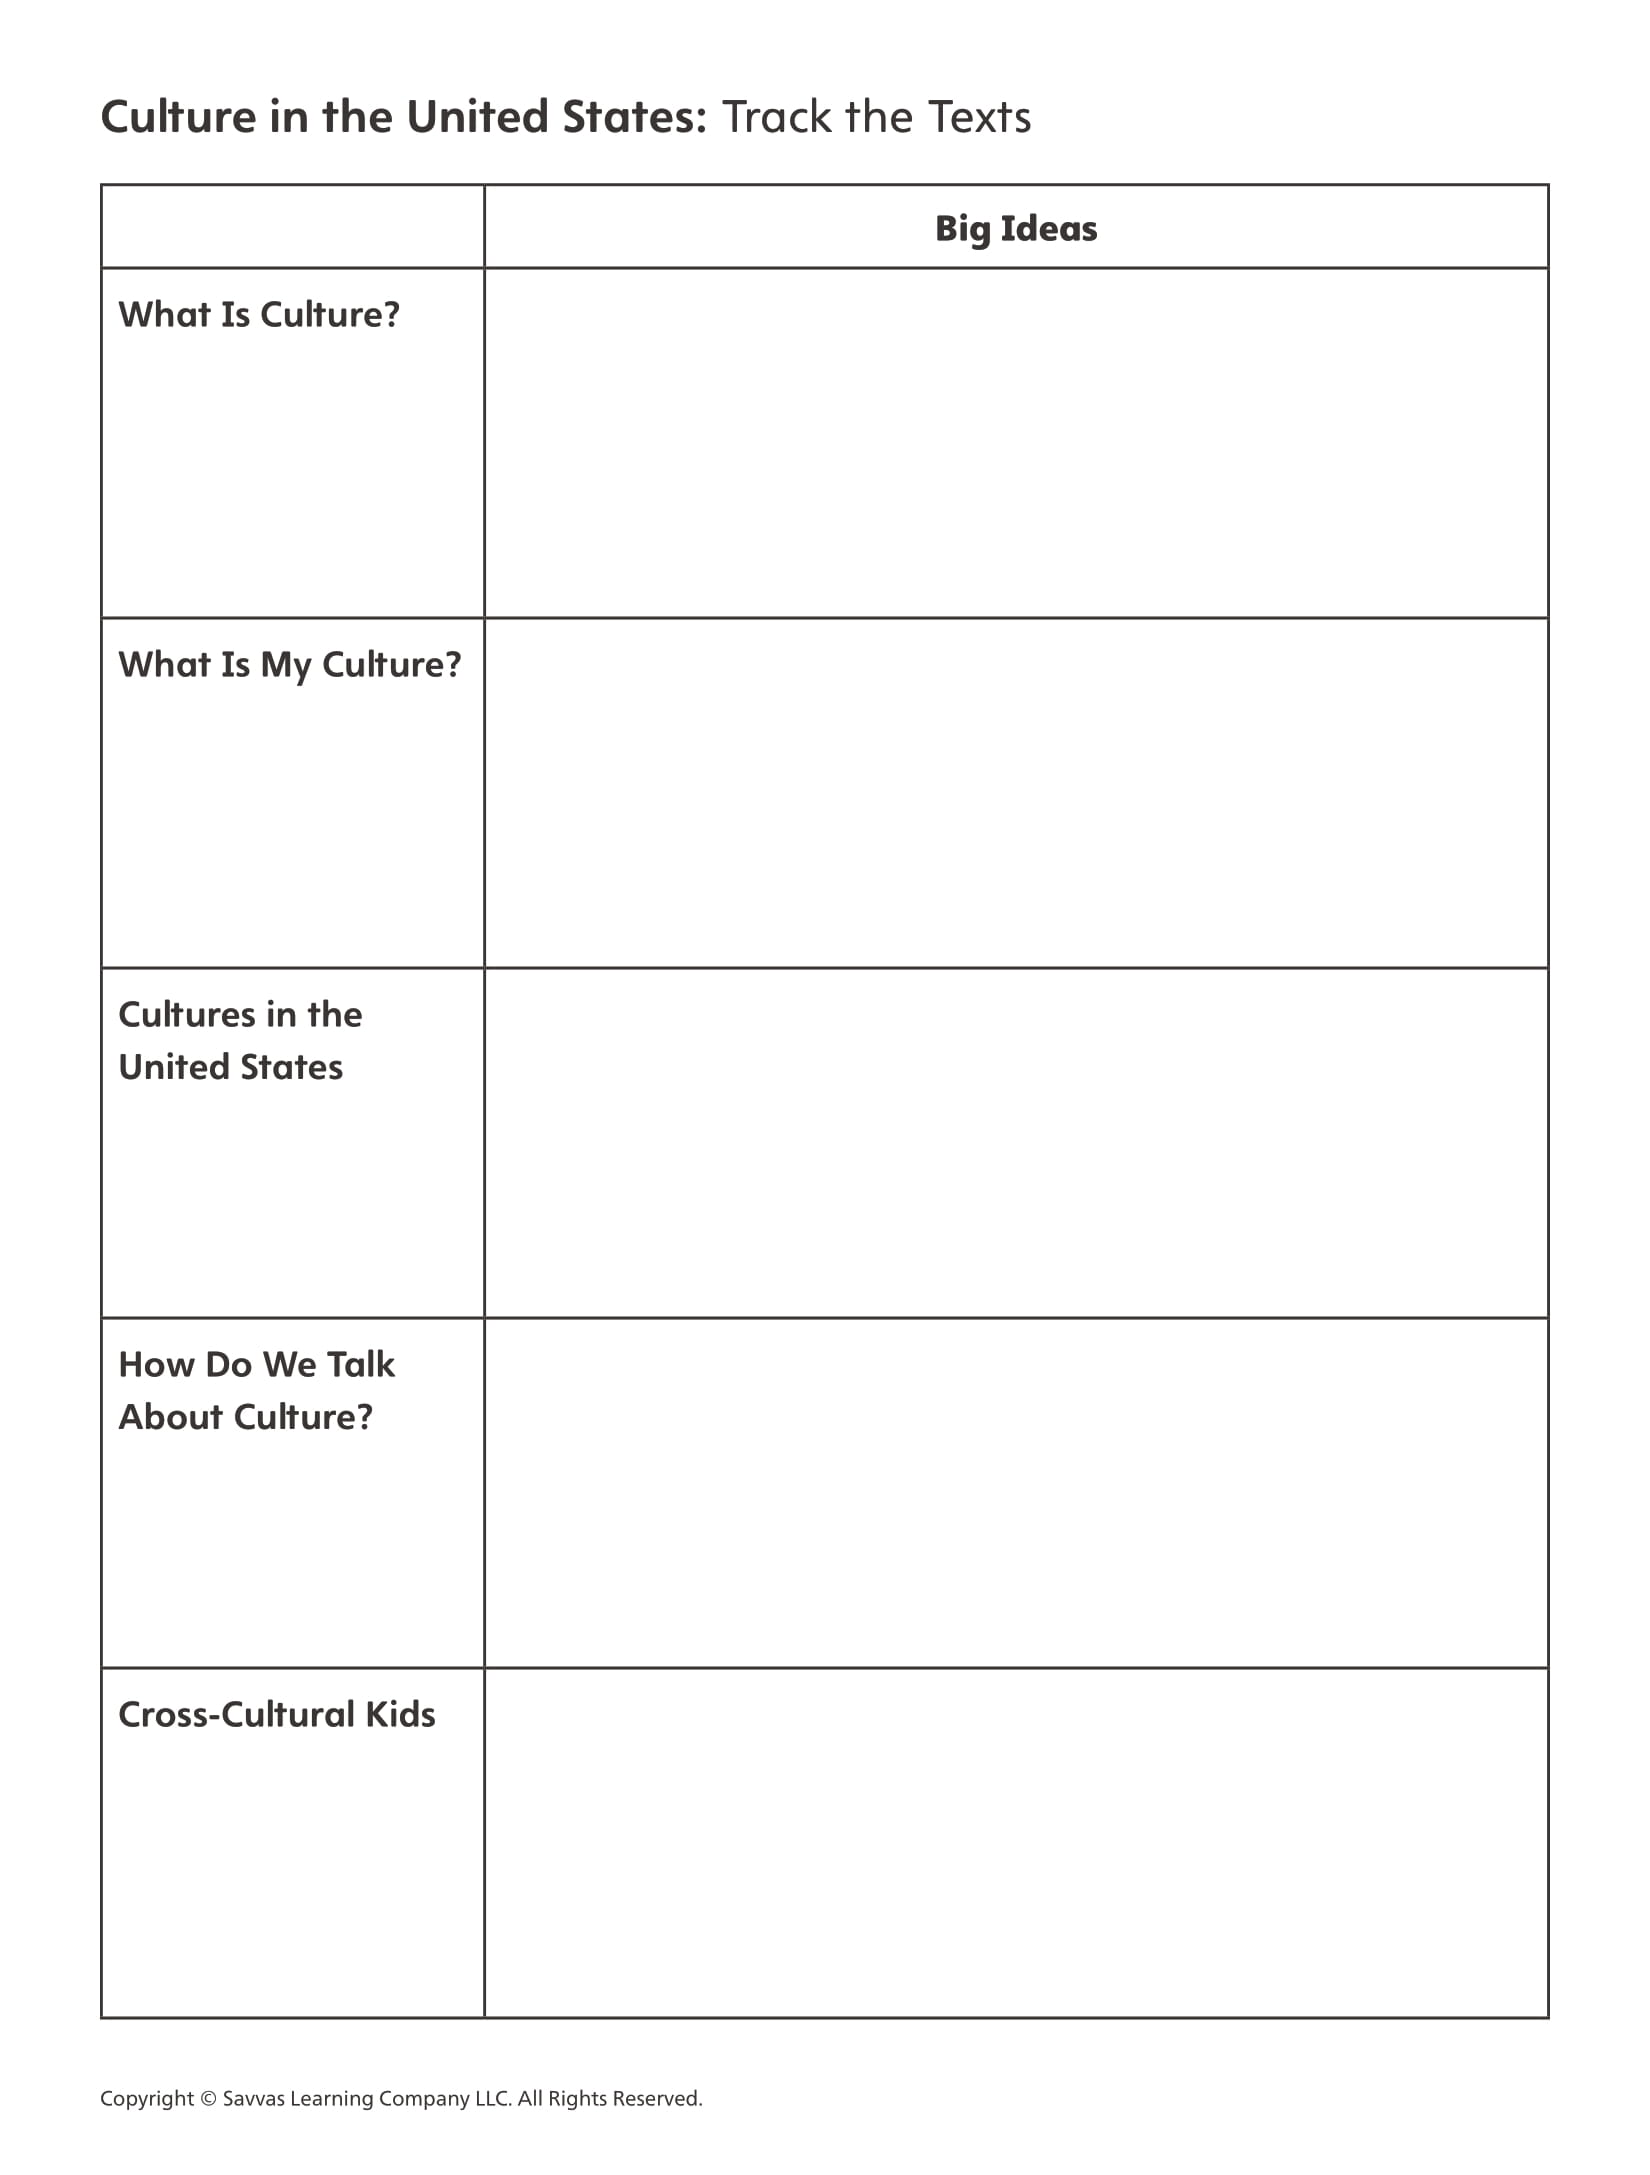 Culture in the United States: Track the Texts
Big Ideas
What Is Culture?
What Is My Culture?
Cultures in the
United States
How Do We Talk
About Culture?
Cross-Cultural Kids
Copyright © Savvas Learning Company LLC. All Rights Reserved.